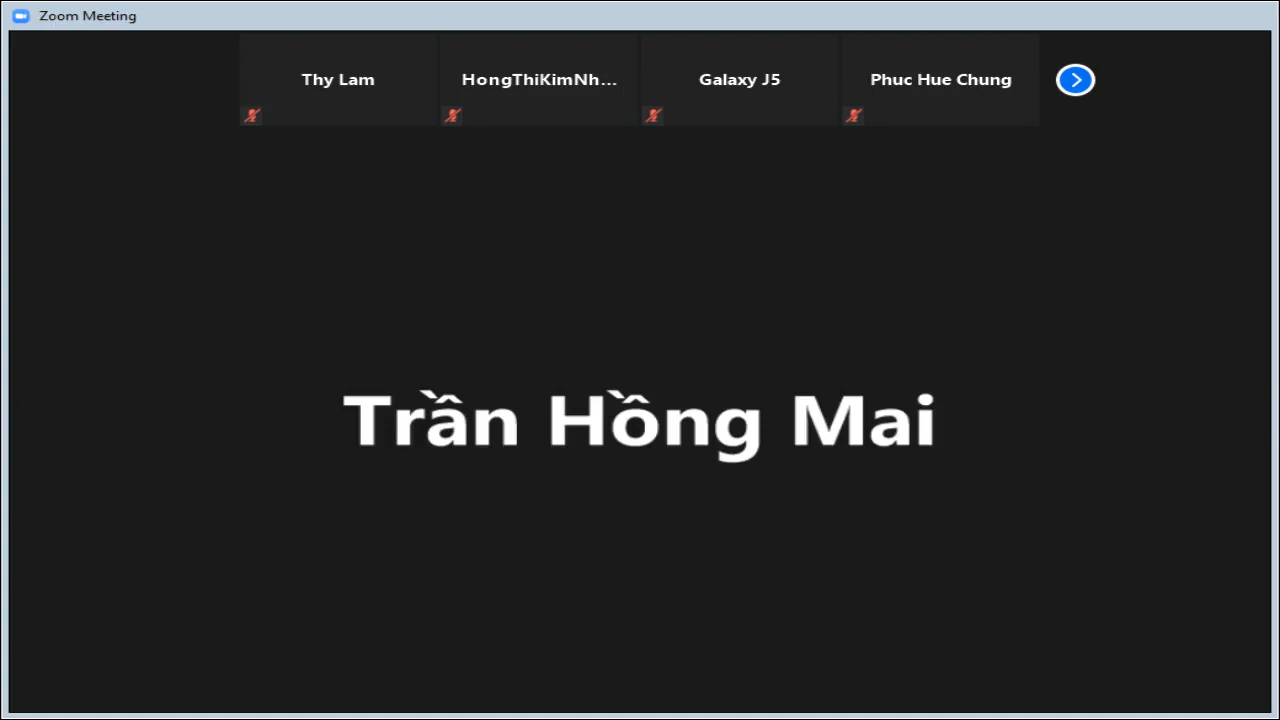 Zoom Meeting
Thy Lam
HongThiKimNh...
Galaxy J5
Phuc Hue Chung
Trần Hồng Mai